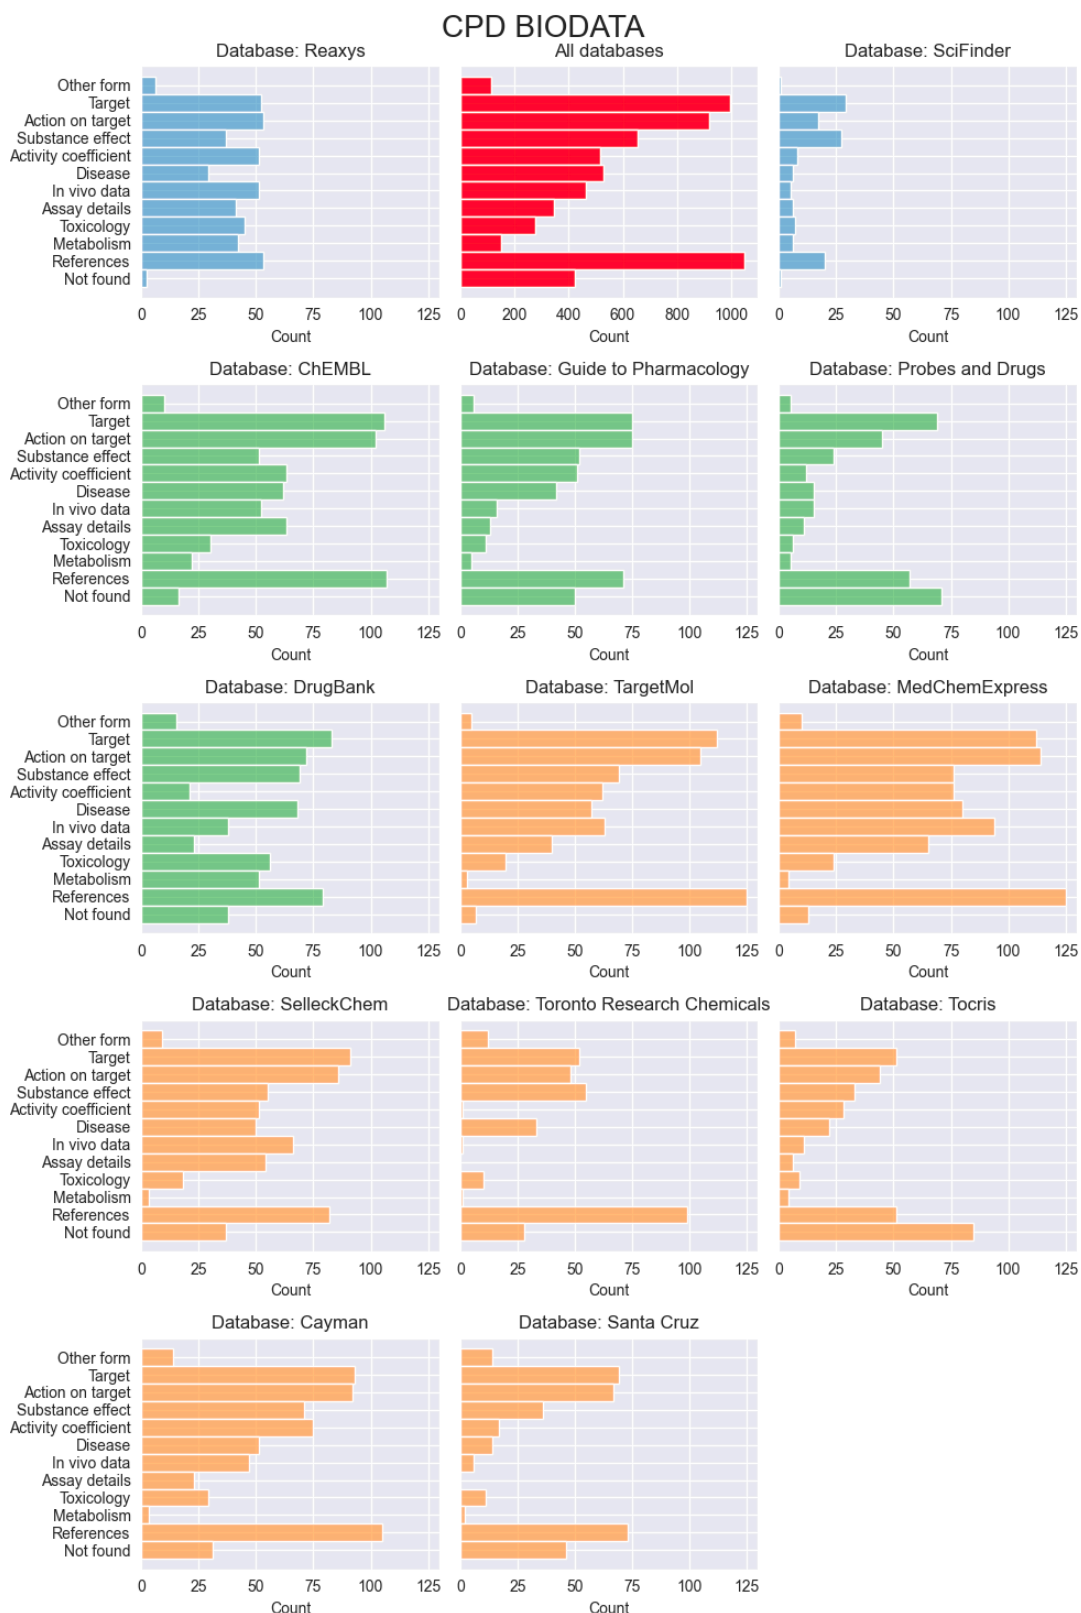 CPD BIODATA
Database: Reaxys
All databases
Database: SciFinder
Other form
Target
Action on target
Substance effect
Activity coefficient
Disease
In vivo data
Assay details
Toxicology
Metabolism
References
Not found
0 25 50 75 100 125
0 200 400 600 800 1000
0 25 50 75 100 125
Count
Count
Count
Database: ChEMBL
Database: Guide to Pharmacology
Database: Probes and Drugs
Other form
Target
Action on target
Substance effect
Activity coefficient
Disease
In vivo data
Assay details
Toxicology
Metabolism
References
Not found
0 25 50 75 100 125
0 25 50 75 100 125
0 25 50 75 100 125
Count
Count
Count
Database: DrugBank
Database: TargetMol
Database: MedChemExpress
Other form
Target
Action on target
Substance effect
Activity coefficient
Disease
In vivo data
Assay details
Toxicology
Metabolism
References
Not found
0 25 50 75 100 125
0 25 50 75 100 125
0 25 50 75 100 125
Count
Count
Count
Database: SelleckChem
Database: Toronto Research Chemicals
Database: Tocris
Other form
Target
Action on target
Substance effect
Activity coefficient
Disease
In vivo data
Assay details
Toxicology
Metabolism
References
Not found
0 25 50 75 100 125
0 25 50 75 100 125
0 25 50 75 100 125
Count
Count
Count
Database: Cayman
Database: Santa Cruz
Other form
Target
Action on target
Substance effect
Activity coefficient
Disease
In vivo data
Assay details
Toxicology
Metabolism
References
Not found
0 25 50 75 100 125
0 25 50 75 100 125
Count
Count